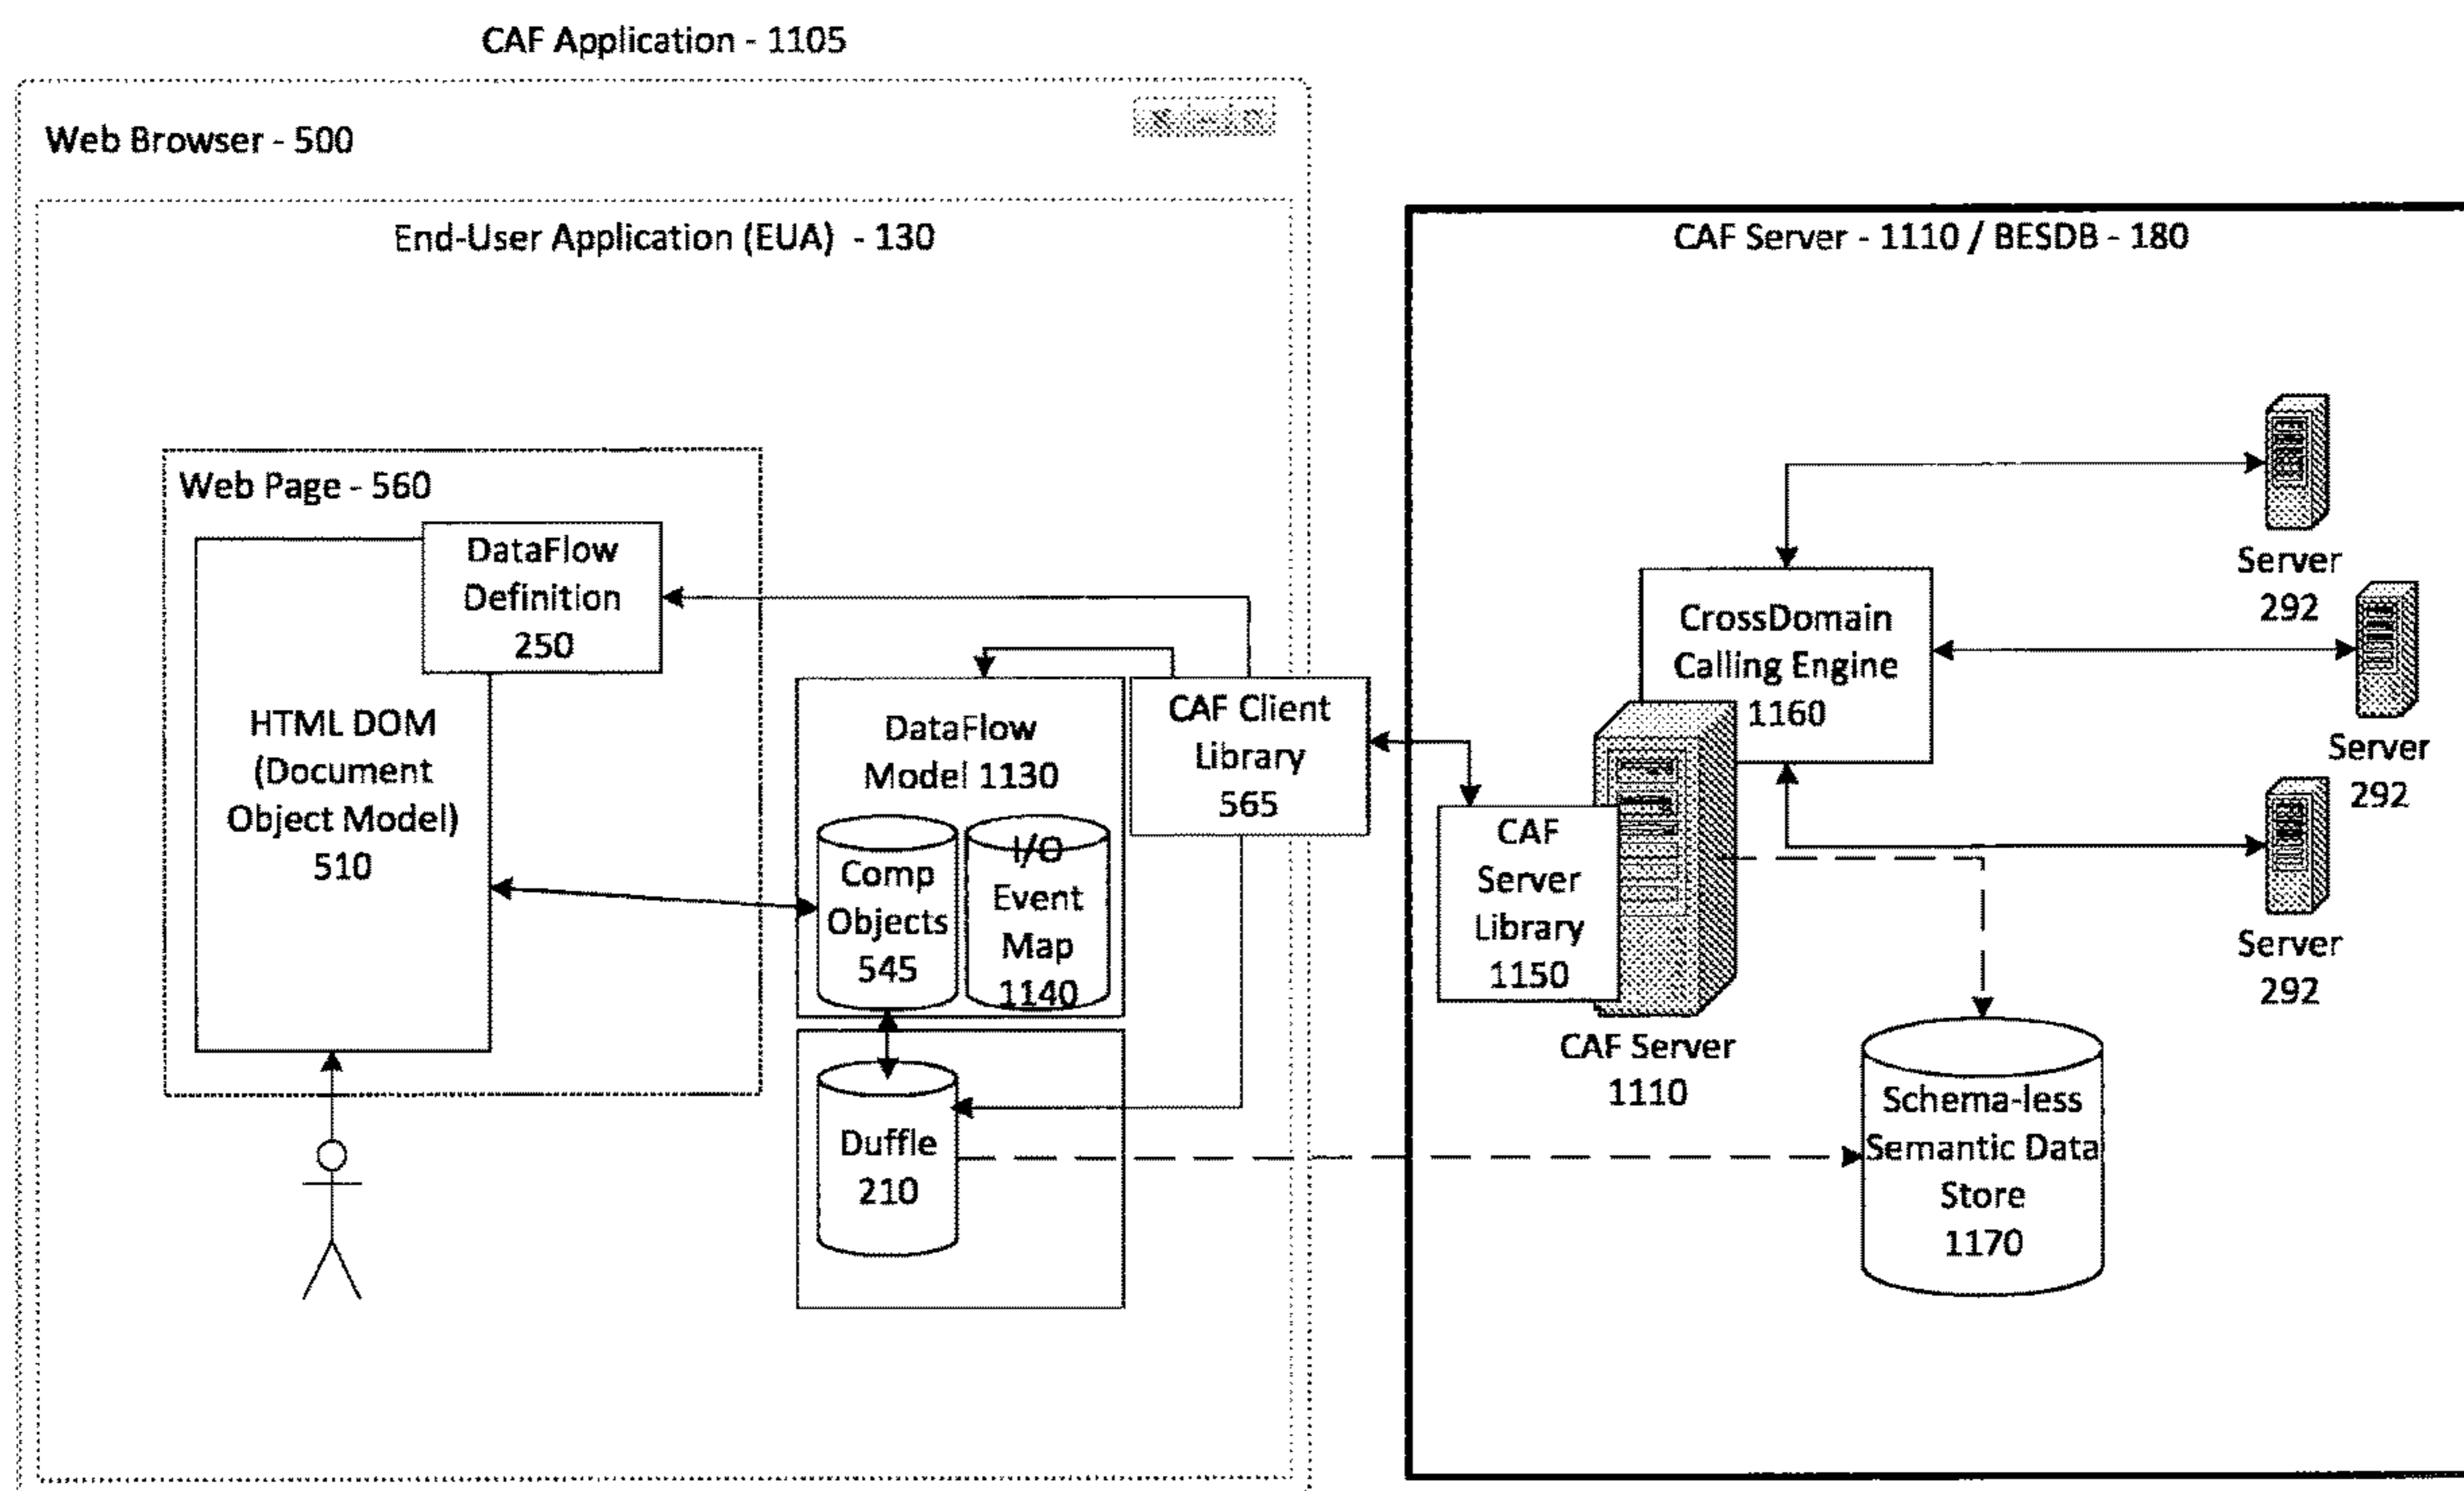 CAF Application - 1105
Web Browser - 500
End-User Application (EUA) - 130
Web Page - 560
DataFlow
Definition
250
HTML DOM
(Document
Object Model)
510
DataFlow
Model 1130
Comp
Objects
545
I/O
Event
Map
1140
CAF Client
Library
565
Duffle
210
CAF Server - 1110 / BESDB - 180
CrossDomain
Calling Engine
1160
Server
292
Server
292
Server
292
CAF
Server
Library
1150
CAF Server
1110
Schema-less
Semantic Data
Store
1170